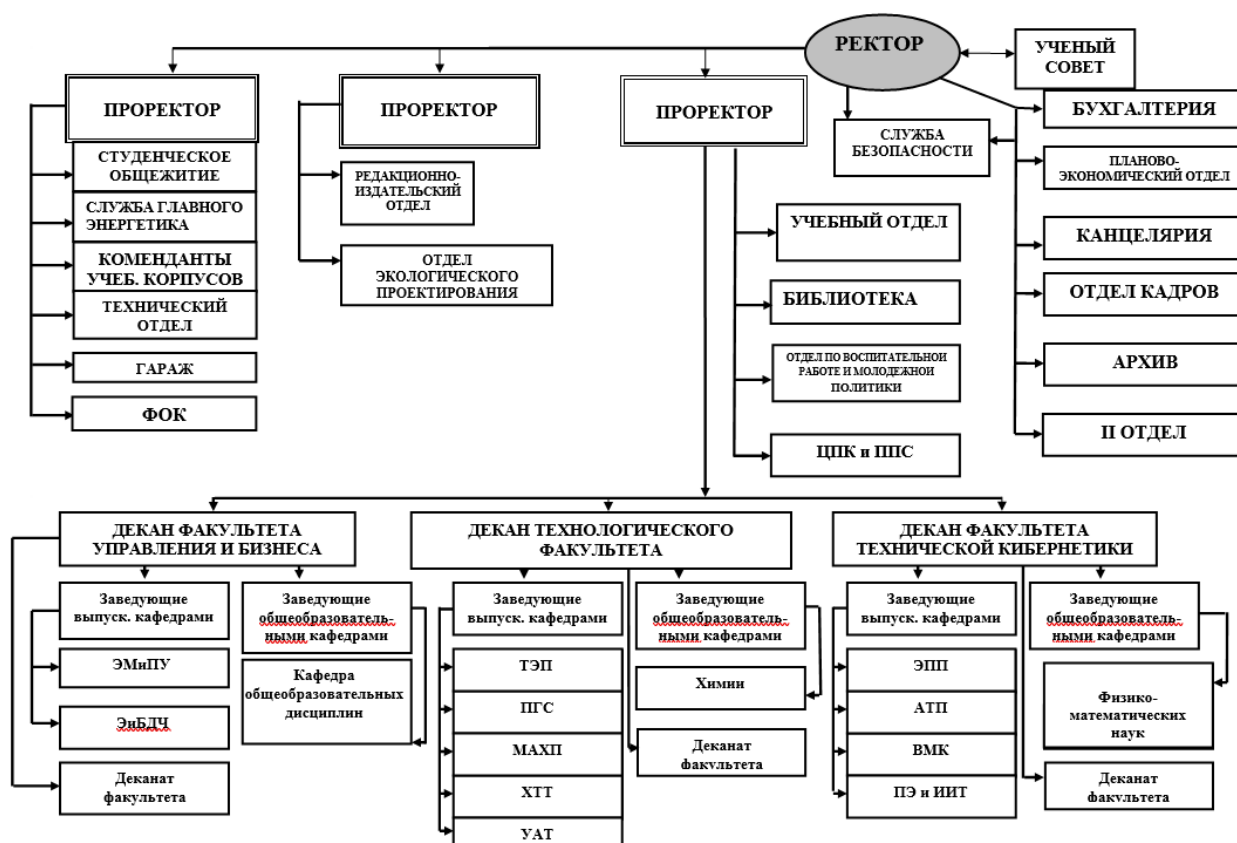 РЕКТОР
УЧЕНЫЙ
СОВЕТ
ПРОРЕКТОР
ПРОРЕКТОР
ПРОРЕКТОР
СТУДЕНЧЕСКОЕ
ОБЩЕЖИТИЕ
СЛУЖБА ГЛАВНОГО
ЭНЕРГЕТИКА
КОМЕНДАНТЫ
УЧЕБ. КОРПУСОВ
ТЕХНИЧЕСКИЙ
ОТДЕЛ
ГАРАЖ
ФОК
РЕДАКЦИОННО-
ИЗДАТЕЛЬСКИЙ
ОТДЕЛ
ОТДЕЛ
ЭКОЛОГИЧЕСКОГО
ПРОЕКТИРОВАНИЯ
СЛУЖБА
БЕЗОПАСНОСТИ
УЧЕБНЫЙ ОТДЕЛ
БИБЛИОТЕКА
ОТДЕЛ ПО ВОСПИТАТЕЛЬНОЙ
РАБОТЕ И МОЛОДЕЖНОЙ
ПОЛИТИКИ
ЦПК и ППС
БУХГАЛТЕРИЯ
ПЛАНОВО-
ЭКОНОМИЧЕСКИЙ ОТДЕЛ
КАНЦЕЛЯРИЯ
ОТДЕЛ КАДРОВ
АРХИВ
П ОТДЕЛ
ДЕКАН ФАКУЛЬТЕТА
УПРАВЛЕНИЯ И БИЗНЕСА
Заведующие
выпуск. кафедрами
ЭМиПУ
ЭиБДЧ
Деканат
факультета
Заведующие
общеобразователь-
ными кафедрами
Кафедра
общеобразовательных
дисциплин
ДЕКАН ТЕХНОЛОГИЧЕСКОГО
ФАКУЛЬТЕТА
Заведующие
выпуск. кафедрами
ТЭП
ПГС
МАХП
ХТТ
УАТ
Заведующие
общеобразователь-
ными кафедрами
Химии
Деканат
факультета
ДЕКАН ФАКУЛЬТЕТА
ТЕХНИЧЕСКОЙ КИБЕРНЕТИКИ
Заведующие
выпуск. кафедрами
ЭПП
АТП
ВМК
ПЭ и ИИТ
Заведующие
общеобразователь-
ными кафедрами
Физико-
математических
наук
Деканат
факультета